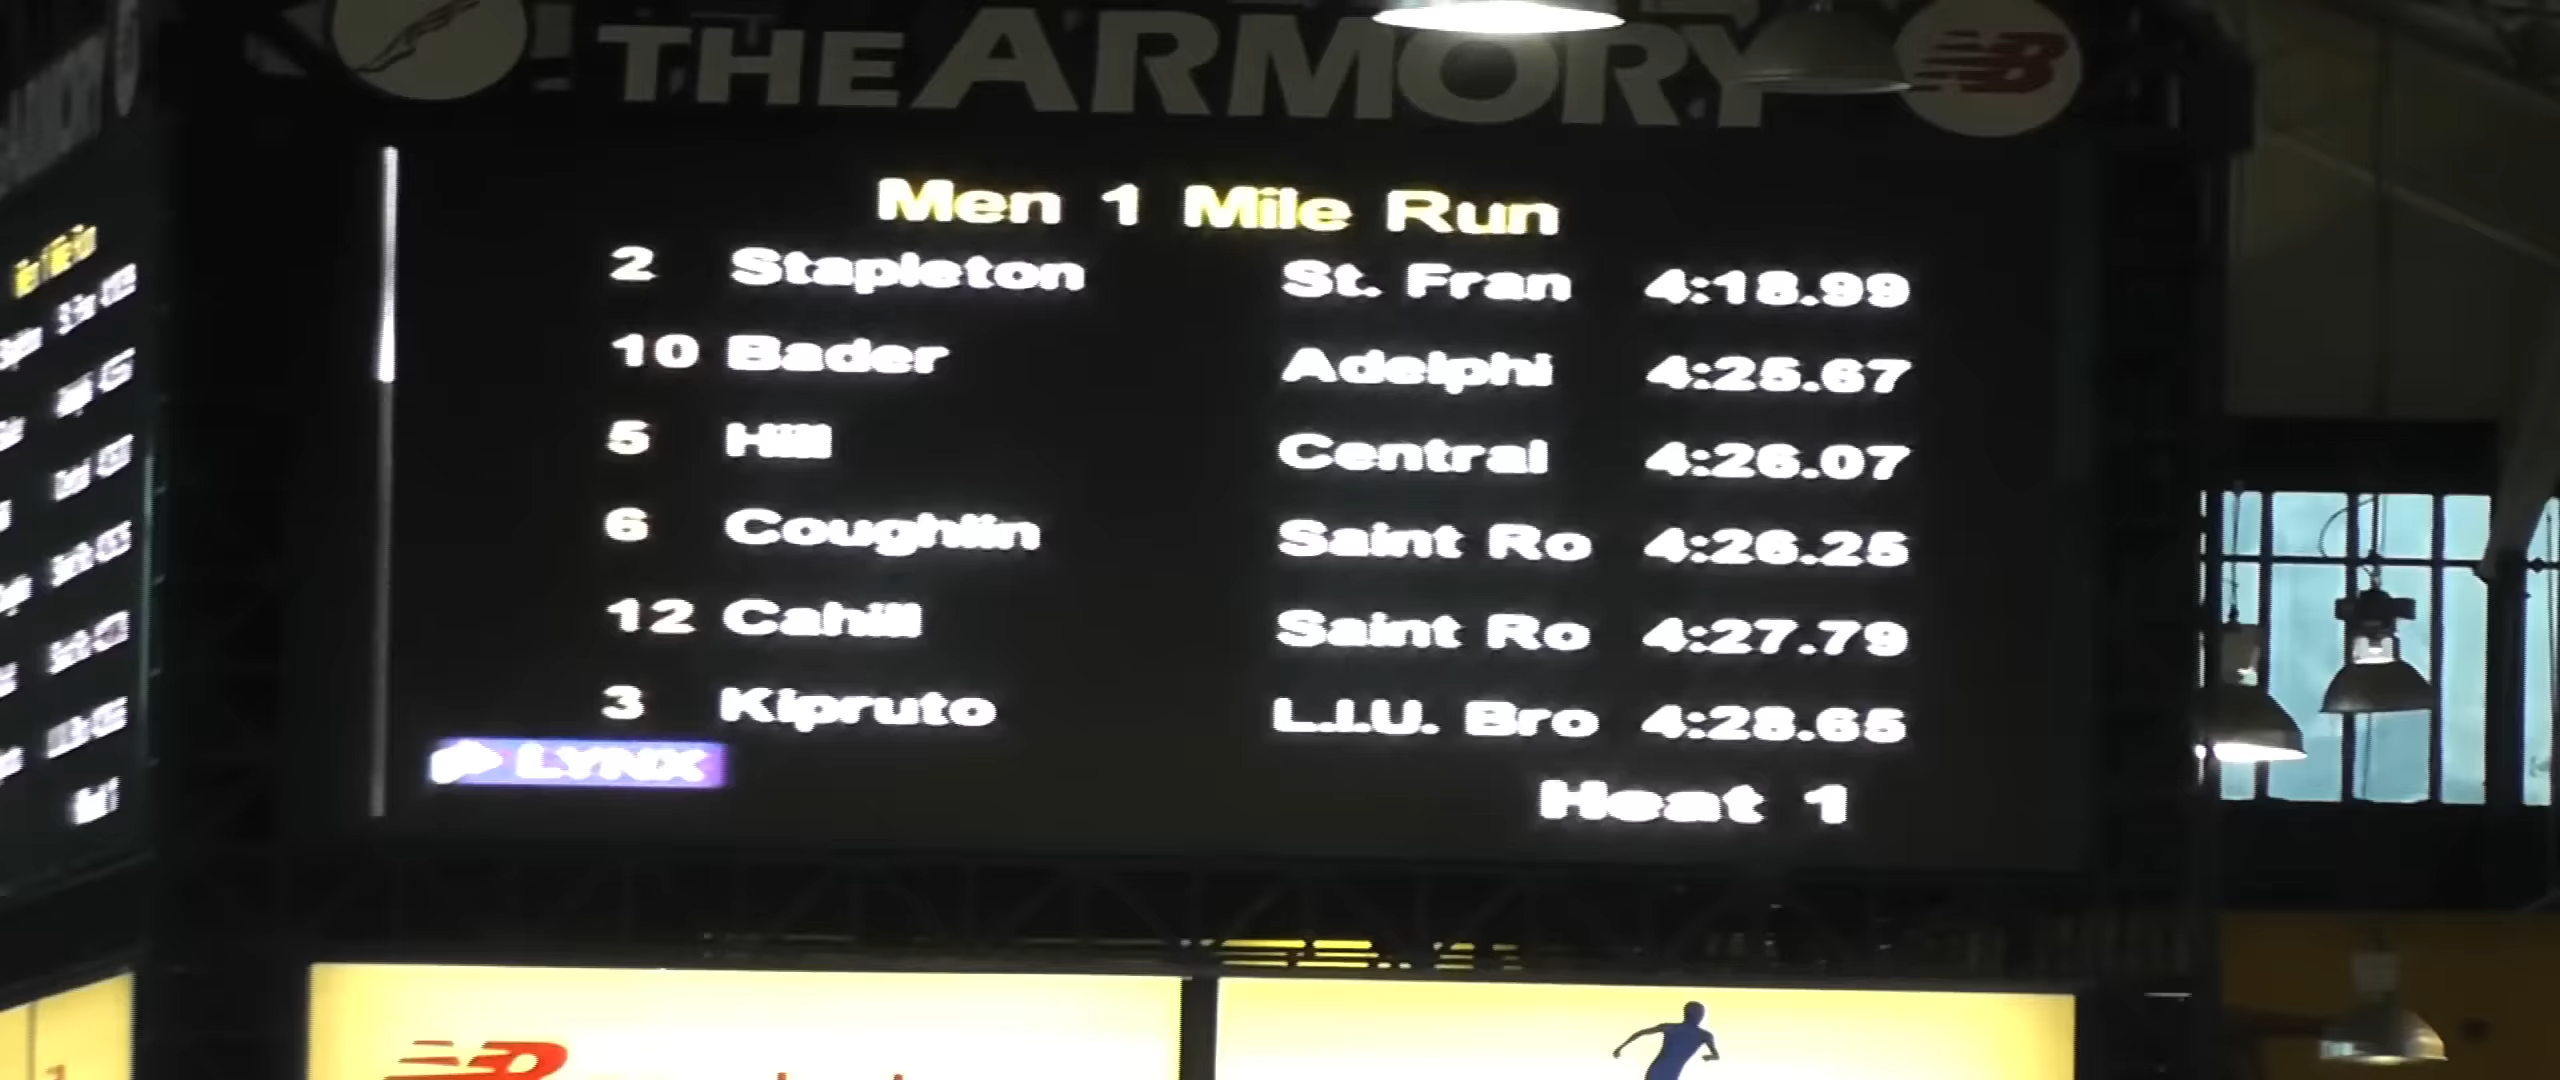 THE ARMORY
NB
Men 1 Mile Run
2 Stapleton St. Fran 4:18.99
10 Bader Adelphi 4:25.67
5 Hill Central 4:26.07
6 Coughlin Saint Ro 4:26.25
12 Cahill Saint Ro 4:27.79
3 Kipruto L.I.U. Bro 4:28.65
LYNX
Heat 1
NB